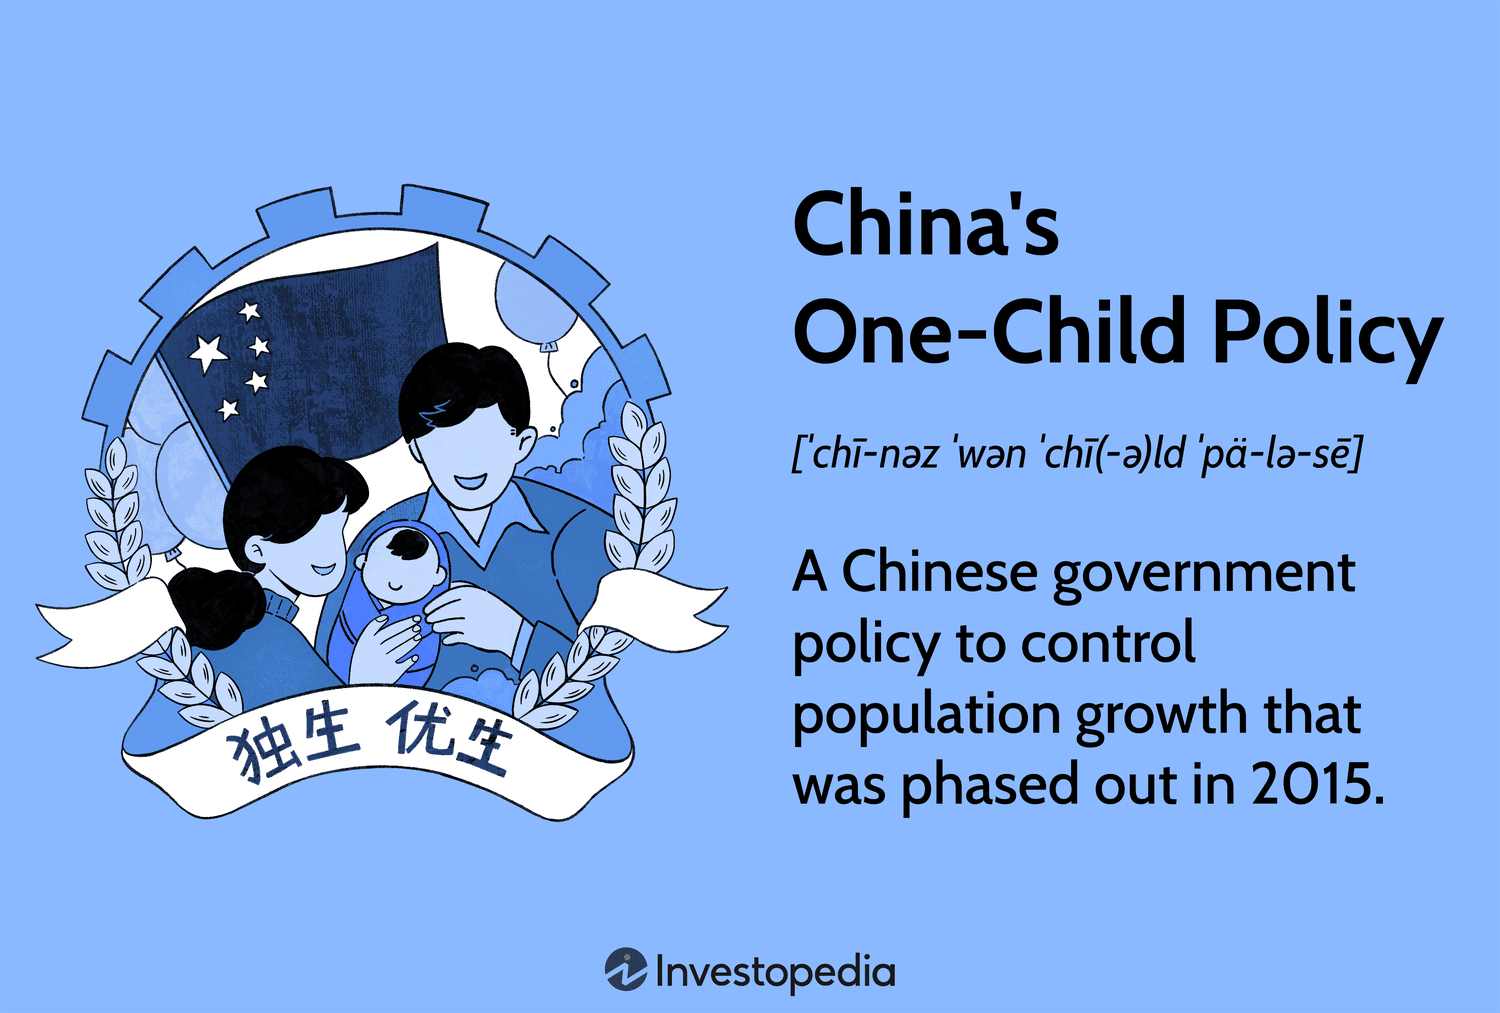 China's
One-Child Policy
[ˈchī-nəz ˈwən ˈchī(-ə)ld ˈpä-lə-sē]
A Chinese government
policy to control
population growth that
was phased out in 2015.
独生 优生
Investopedia